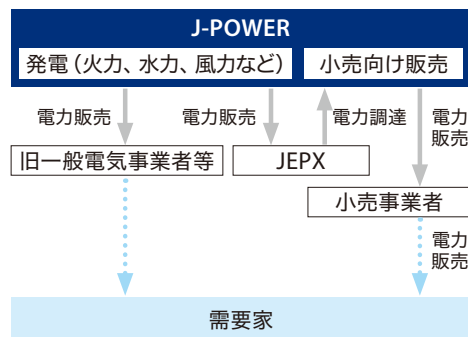 J-POWER
発電（火力、水力、風力など）
小売向け販売
電力販売
電力販売
電力調達
電力
販売
旧一般電気事業者等
JEPX
小売事業者
電力
販売
需要家